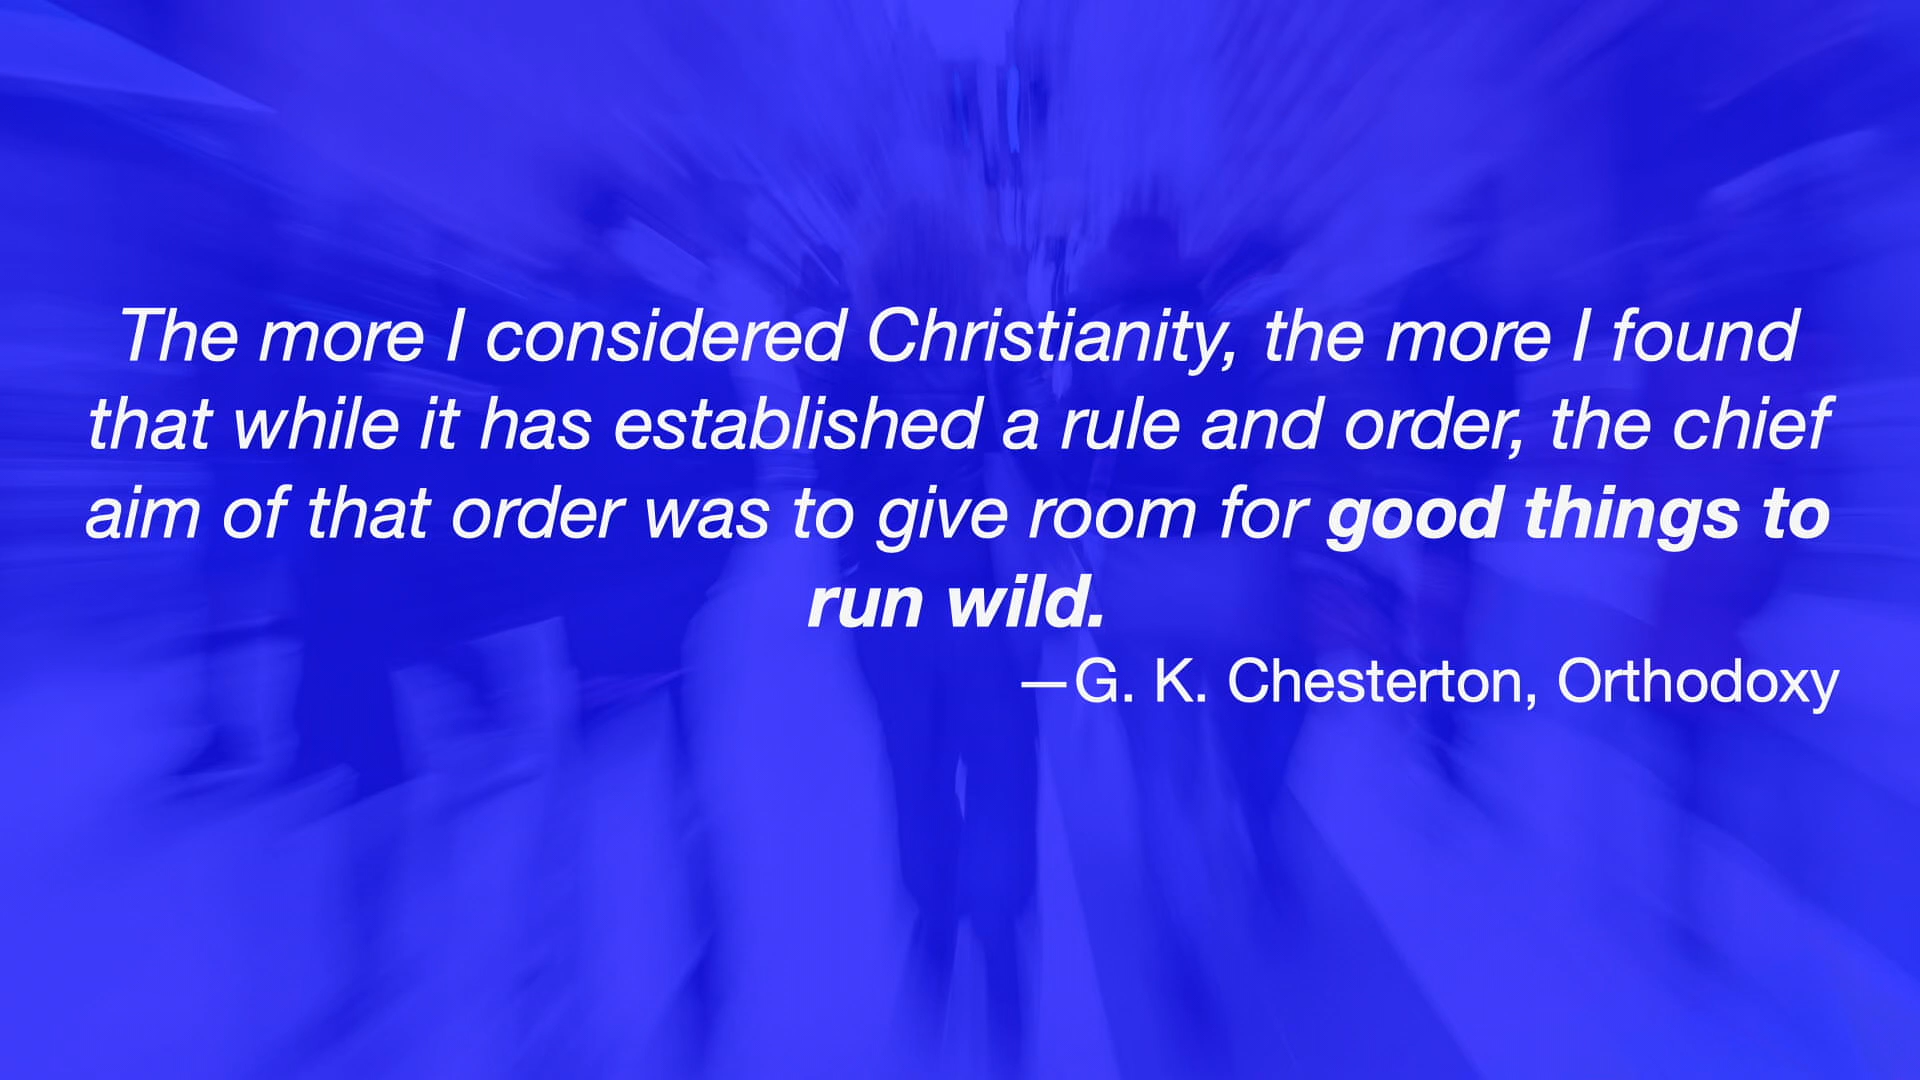 The more I considered Christianity, the more I found
that while it has established a rule and order, the chief
aim of that order was to give room for good things to
run wild.
—G. K. Chesterton, Orthodoxy